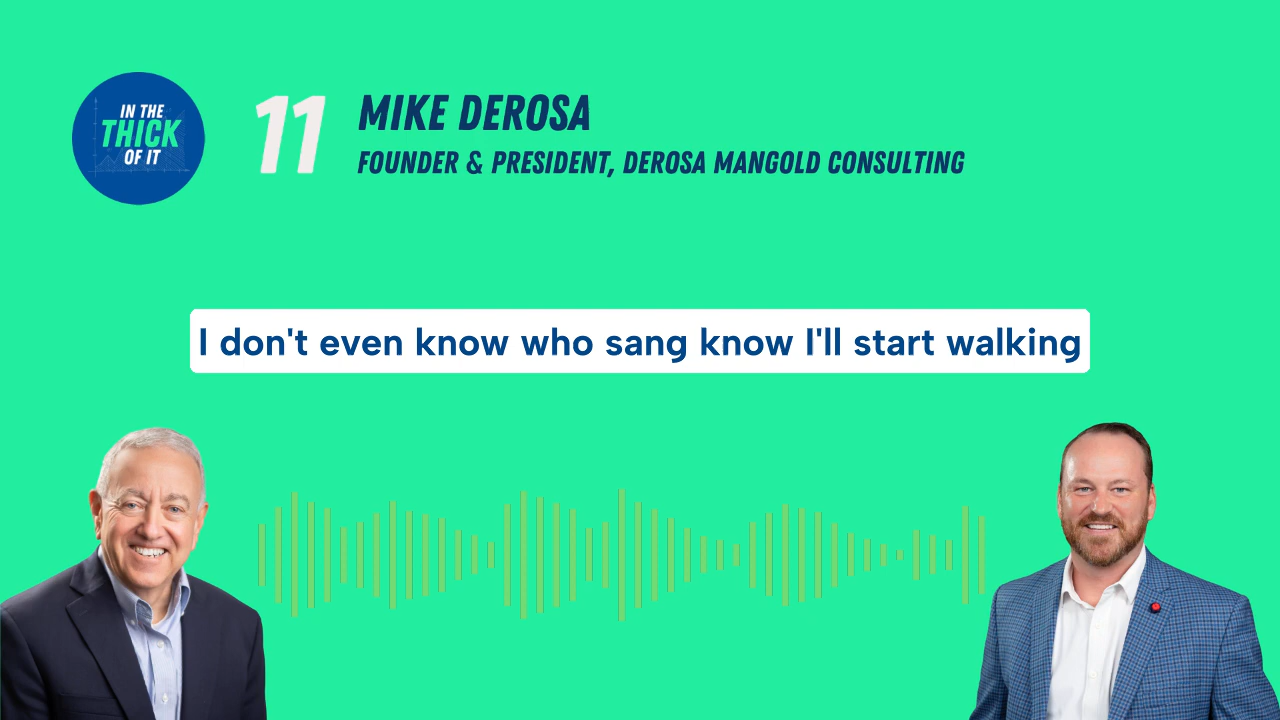 IN THE
THICK
OF IT
11
MIKE DEROSA
FOUNDER & PRESIDENT, DEROSA MANGOLD CONSULTING
I don't even know who sang know I'll start walking